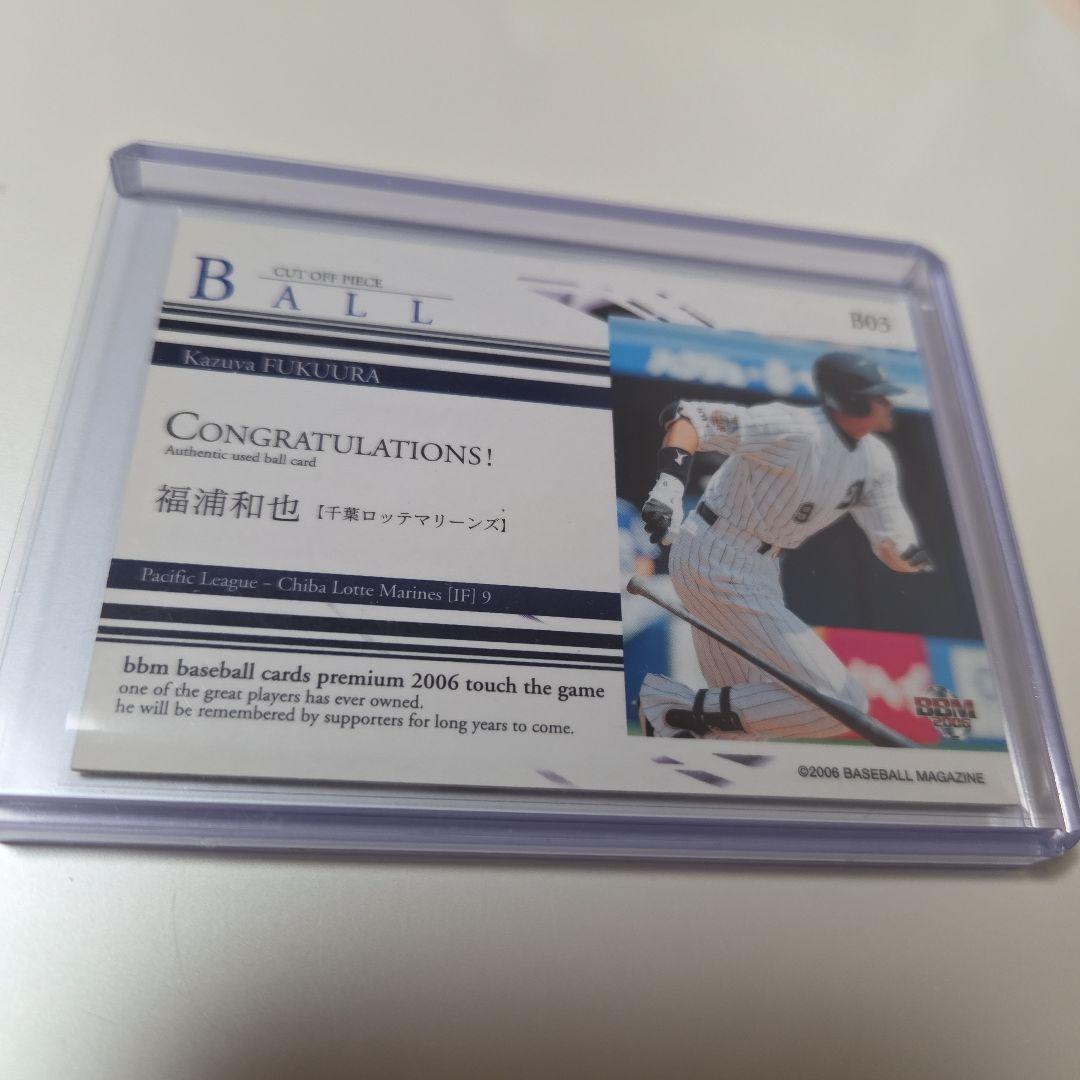 CUT OFF PIECE
BALL
B03
Kazuya FUKUURA
CONGRATULATIONS!
Authentic used ball card
福浦和也【千葉ロッテマリーンズ】
Pacific League - Chiba Lotte Marines [IF] 9
bbm baseball cards premium 2006 touch the game
one of the great players has ever owned.
he will be remembered by supporters for long years to come.
9
BBM
2006
©2006 BASEBALL MAGAZINE